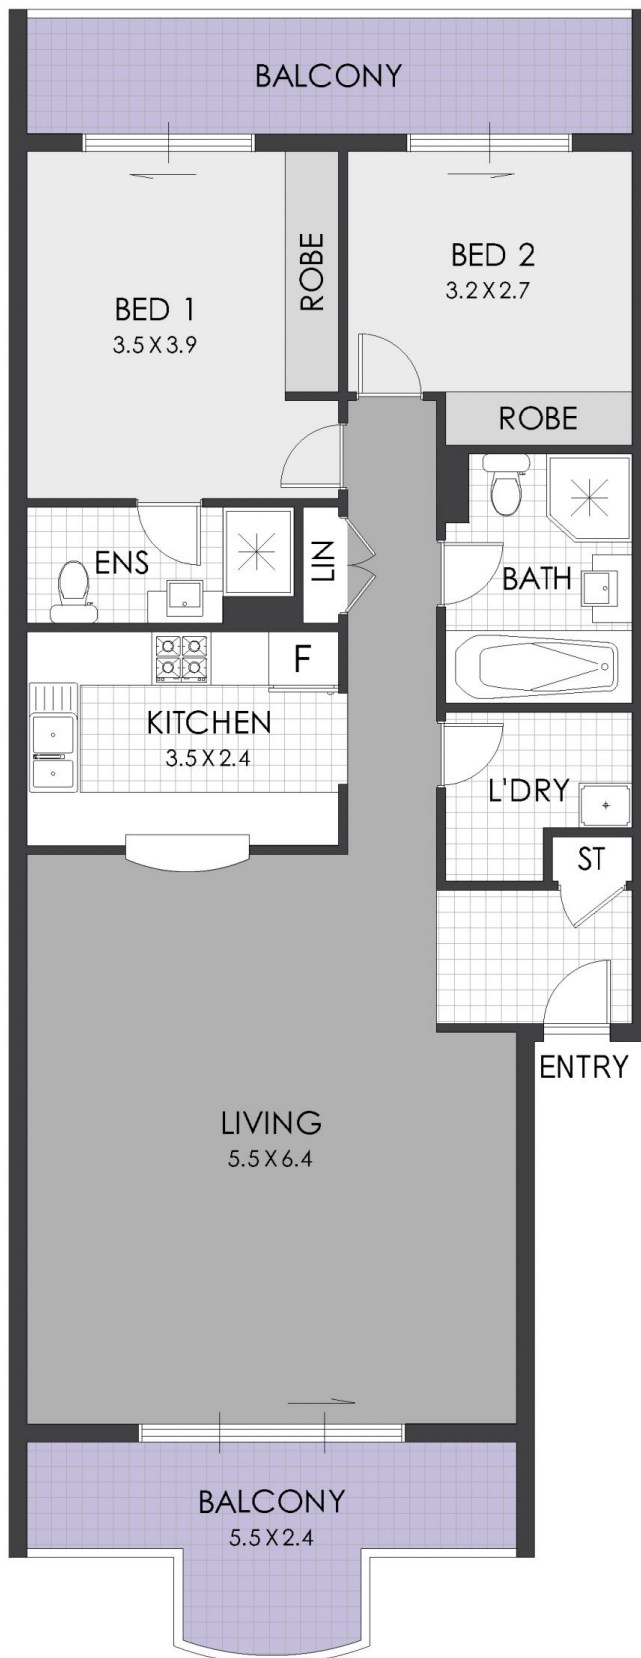 BALCONY
BED 1
3.5 X 3.9
ROBE
BED 2
3.2 X 2.7
ROBE
ENS
LIN
BATH
F
KITCHEN
3.5 X 2.4
L'DRY
ST
ENTRY
LIVING
5.5 X 6.4
BALCONY
5.5 X 2.4